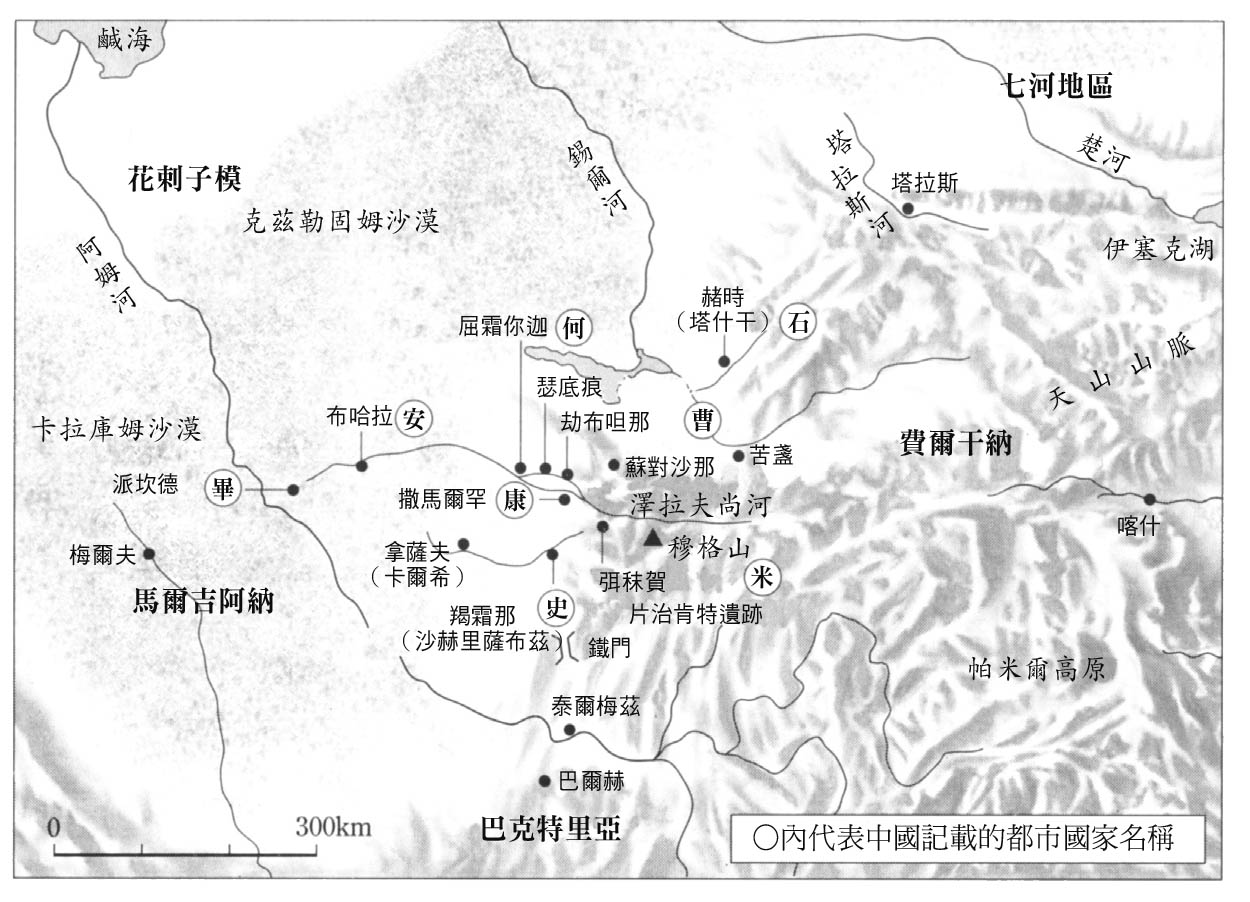 鹹海
七河地區
楚河
塔拉斯河
錫爾河
花剌子模
塔拉斯
克茲勒固姆沙漠
伊塞克湖
阿姆河
赭時
（塔什干）
石
屈霜你迦
何
天山山脈
瑟底痕
布哈拉
安
劫布呾那
曹
卡拉庫姆沙漠
費爾干納
蘇對沙那
苦盞
派坎德
畢
撒馬爾罕
康
澤拉夫尚河
喀什
梅爾夫
拿薩夫
（卡爾希）
穆格山
弭秣賀
米
馬爾吉阿納
羯霜那
（沙赫里薩布茲）
史
片治肯特遺跡
鐵門
帕米爾高原
泰爾梅茲
巴爾赫
巴克特里亞
0
300km
○內代表中國記載的都市國家名稱